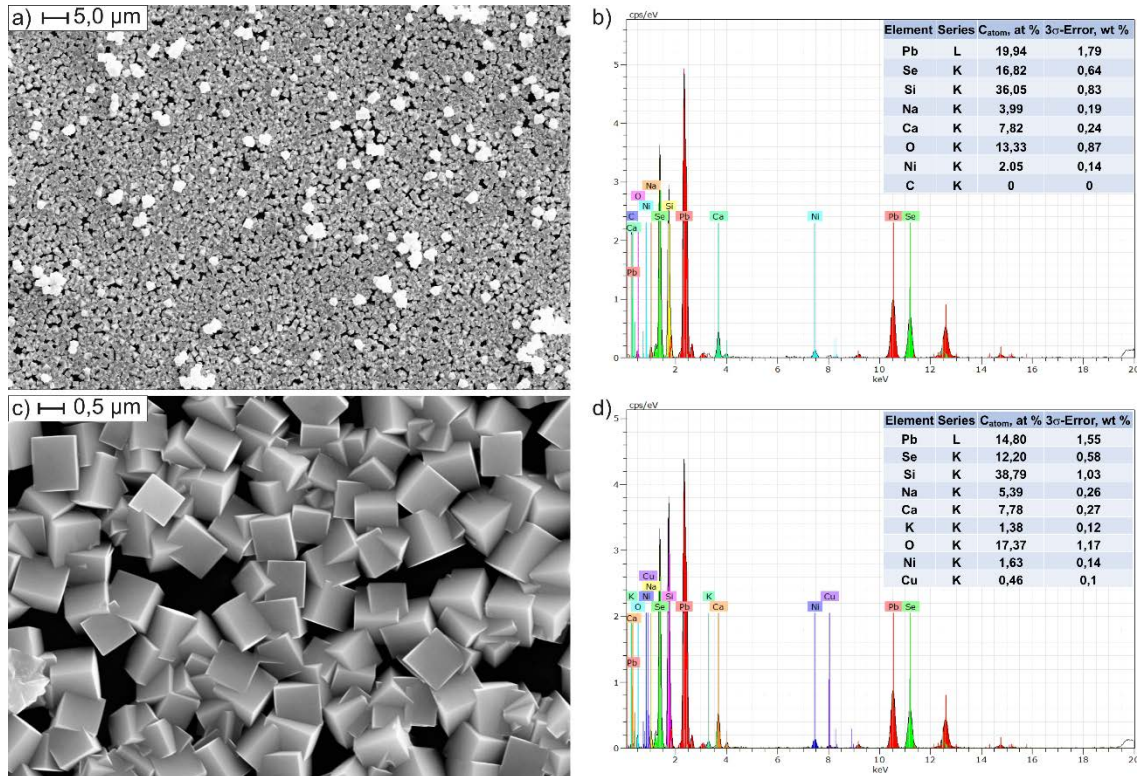 a) 5,0 µm
b)
cps/eV
Element Series C_atom, at % 3σ-Error, wt %
Pb L 19,94 1,79
Se K 16,82 0,64
Si K 36,05 0,83
Na K 3,99 0,19
Ca K 7,82 0,24
O K 13,33 0,87
Ni K 2.05 0,14
C K 0 0
5
4
3
2
1
0
Na
O
Ni Si
C Se Pb Ca Ni Pb Se
Ca
Pb
2 4 6 8 10 12 14 16 18 20
keV
c) 0,5 µm
d)
cps/eV
Element Series C_atom, at % 3σ-Error, wt %
Pb L 14,80 1,55
Se K 12,20 0,58
Si K 38,79 1,03
Na K 5,39 0,26
Ca K 7,78 0,27
K K 1,38 0,12
O K 17,37 1,17
Ni K 1,63 0,14
Cu K 0,46 0,1
5
4
3
2
1
0
Cu
Na
K Ni Si K Cu
O Se Pb Ca Ni Pb Se
Ca
Pb
2 4 6 8 10 12 14 16 18 20
keV